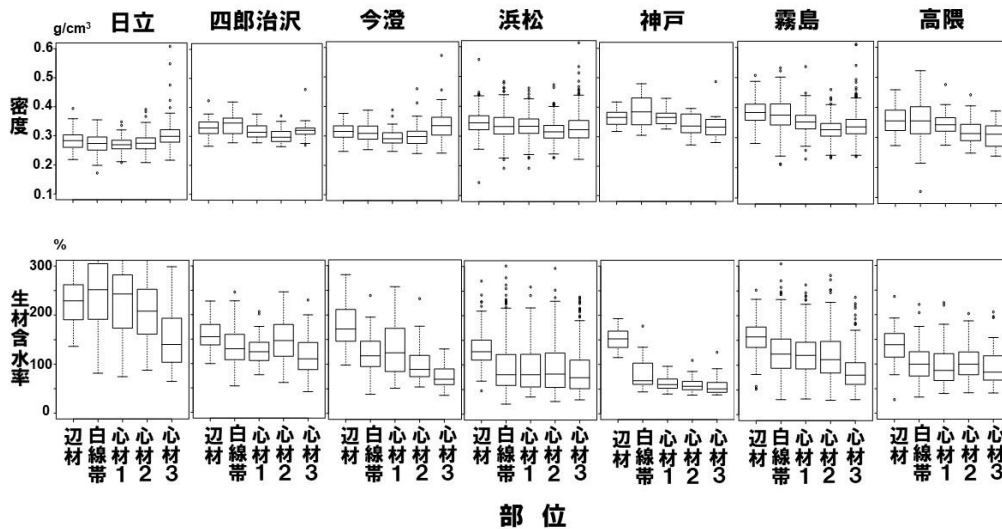 g/cm³
日立 四郎治沢 今澄 浜松 神戸 霧島 高隈
密度
0.6
0.5
0.4
0.3
0.2
0.1
%
生材含水率
300
200
100
0
辺材 白線帯 心材1 心材2 心材3 辺材 白線帯 心材1 心材2 心材3 辺材 白線帯 心材1 心材2 心材3 辺材 白線帯 心材1 心材2 心材3 辺材 白線帯 心材1 心材2 心材3 辺材 白線帯 心材1 心材2 心材3 辺材 白線帯 心材1 心材2 心材3
部位